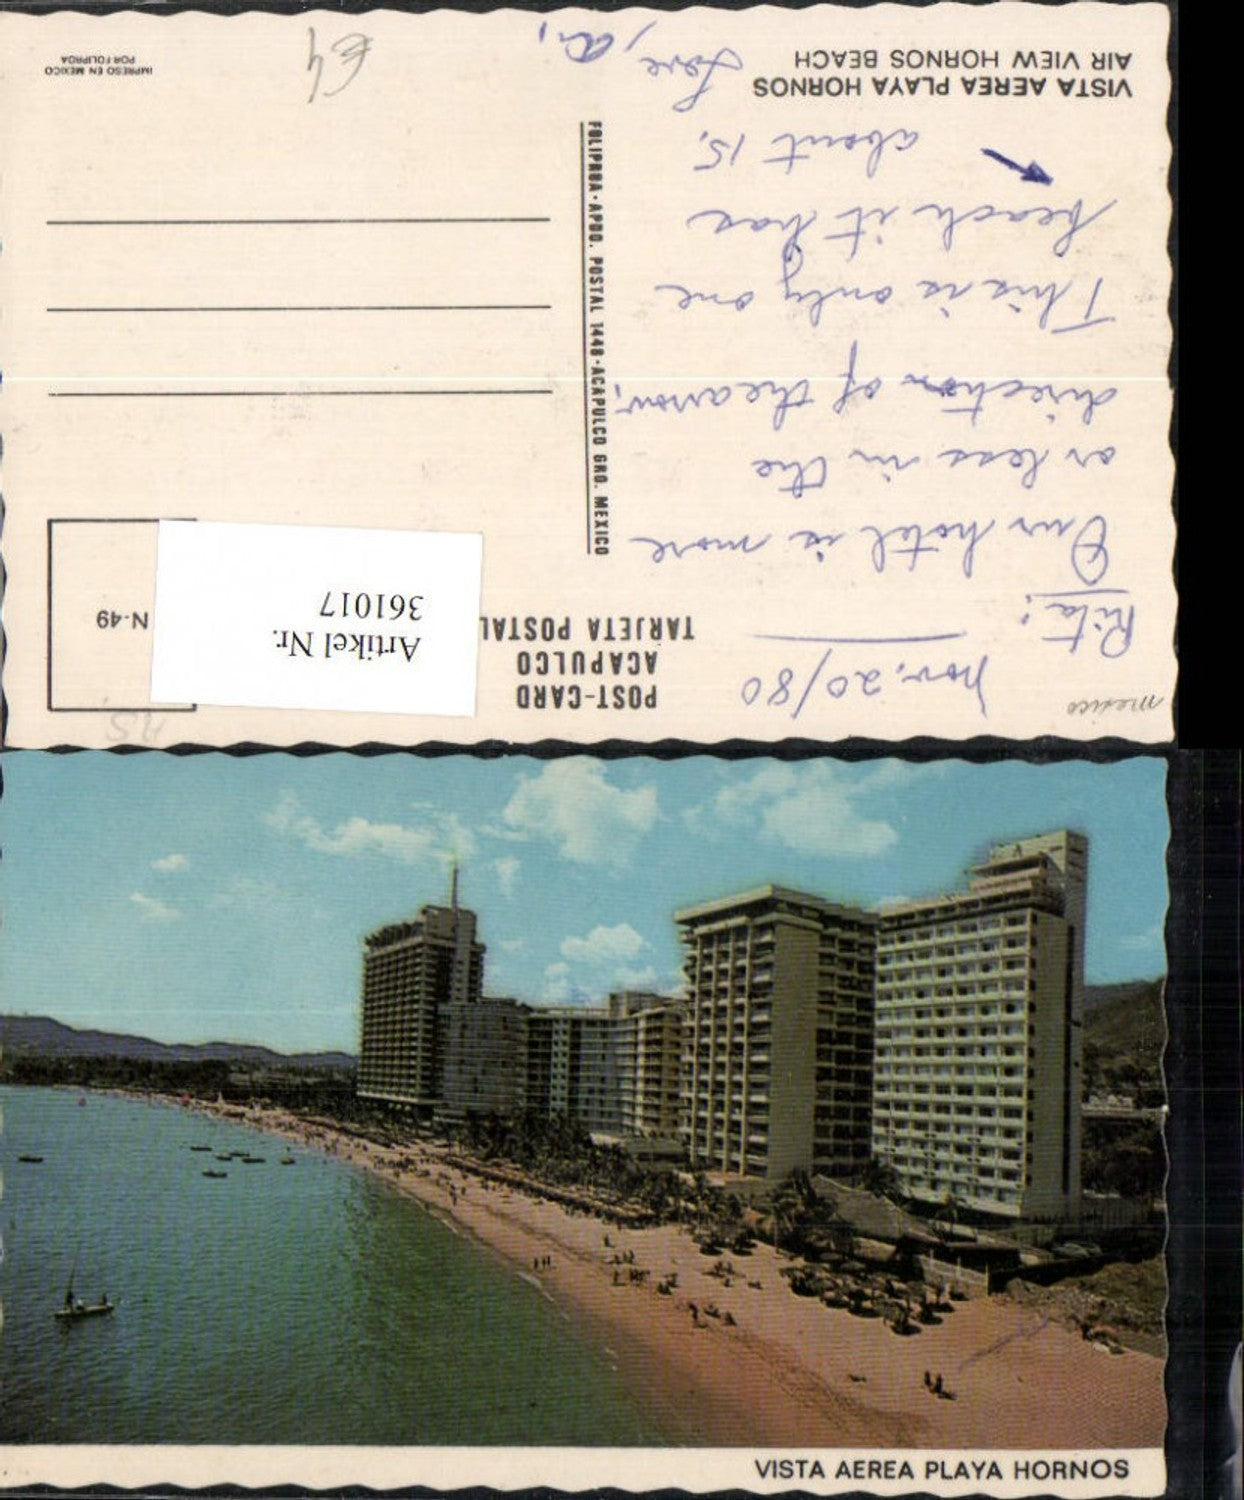 mexico
Nov. 20/80
Rita:
Our hotel is more
or less in the
direction of the arrow,
This is only one
beach it has
about 15,
Love,
VISTA AEREA PLAYA HORNOS
AIR VIEW HORNOS BEACH
POST-CARD
ACAPULCO
TARJETA POSTAL
FOLIPROA - APDO. POSTAL 1448 - ACAPULCO GRO. MEXICO
Artikel Nr.
361017
N-49
IMPRESO EN MEXICO
POR FOLIPROA
VISTA AEREA PLAYA HORNOS